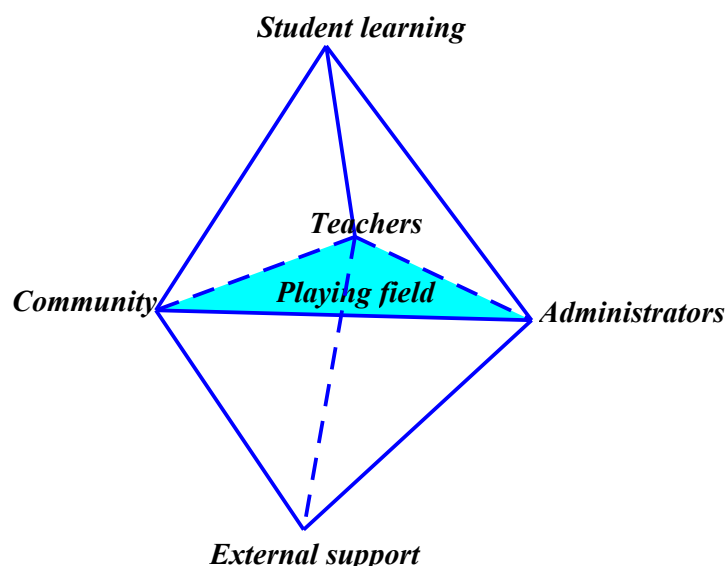 Student learning
Teachers
Playing field
Community
Administrators
External support